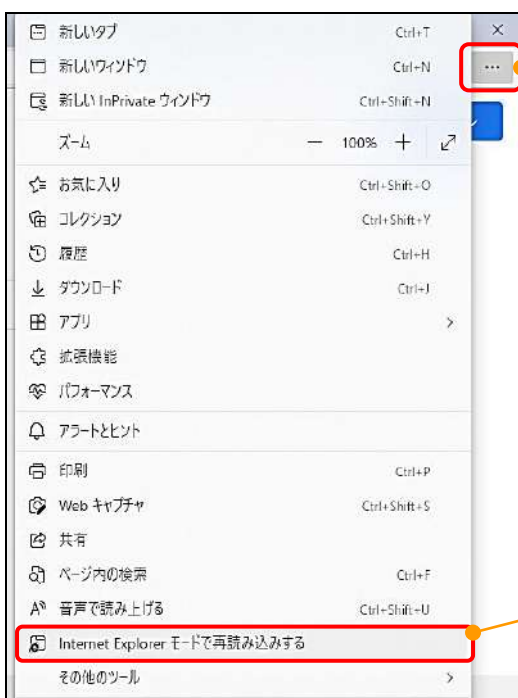 新しいタブ Ctrl+T
新しいウィンドウ Ctrl+N
新しい InPrivate ウィンドウ Ctrl+Shift+N
ズーム — 100% +
お気に入り Ctrl+Shift+O
コレクション Ctrl+Shift+Y
履歴 Ctrl+H
ダウンロード Ctrl+J
アプリ
拡張機能
パフォーマンス
アラートとヒント
印刷 Ctrl+P
Web キャプチャ Ctrl+Shift+S
共有
ページ内の検索 Ctrl+F
音声で読み上げる Ctrl+Shift+U
Internet Explorer モードで再読み込みする
その他のツール